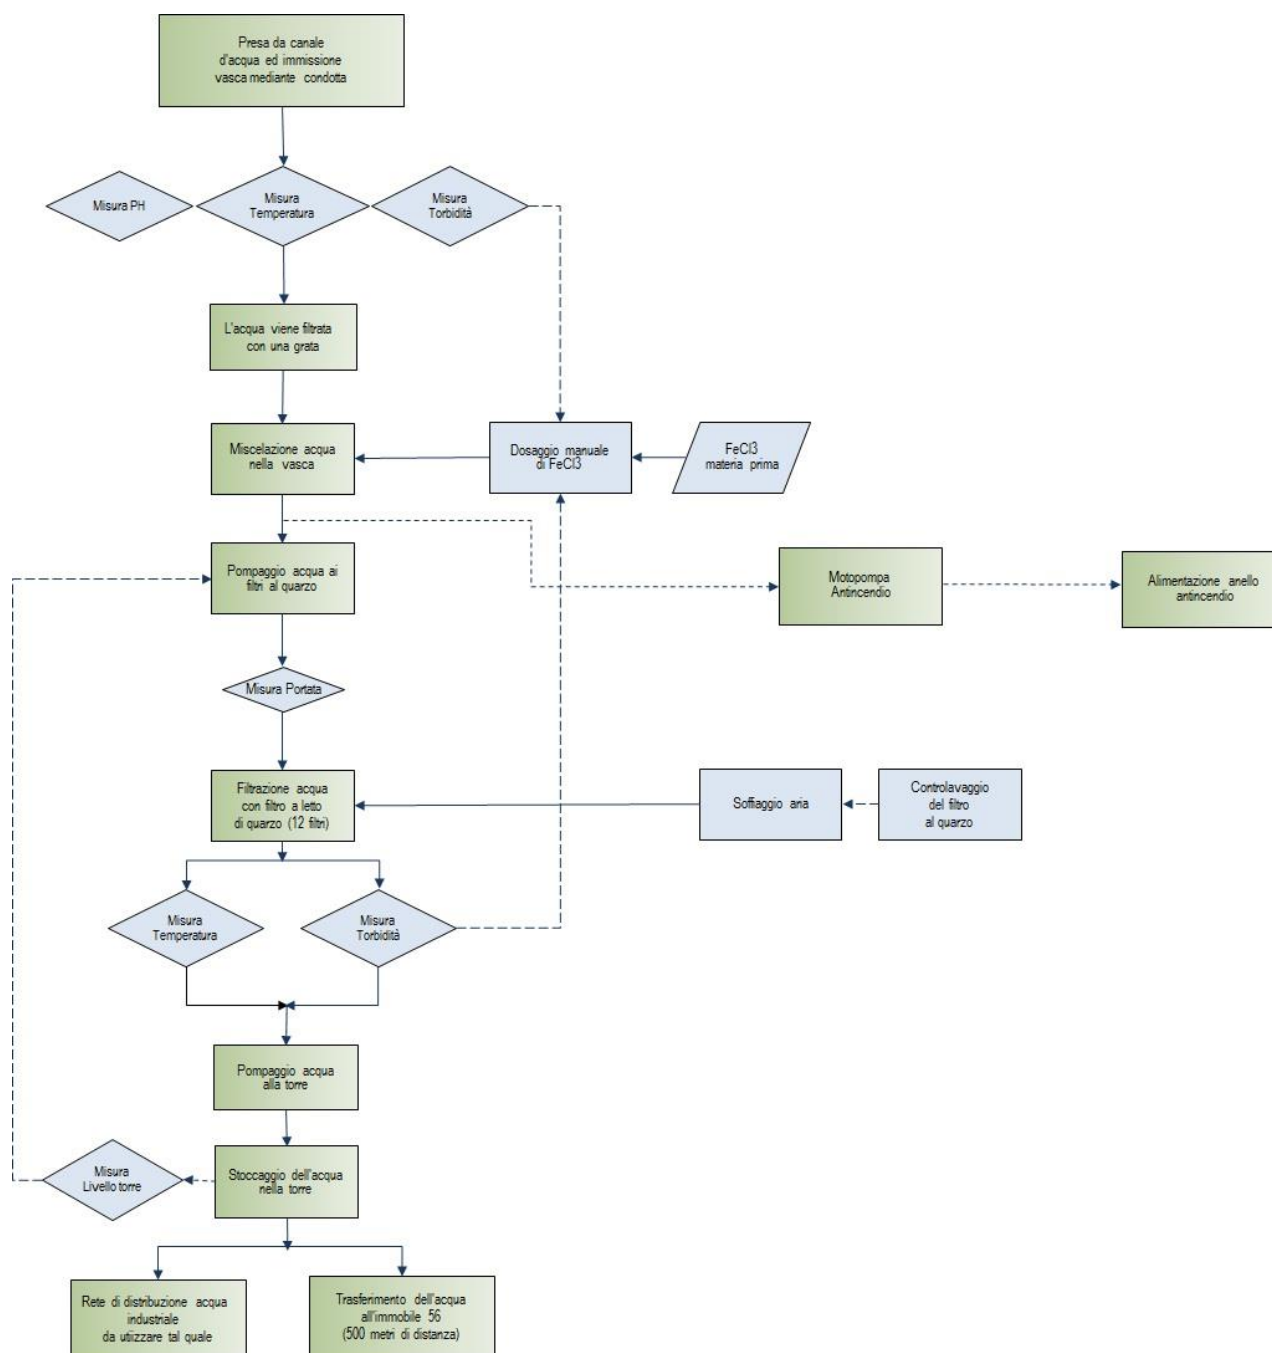 Presa da canale
d'acqua ed immissione
vasca mediante condotta
Misura PH
Misura
Temperatura
Misura
Torbidità
L'acqua viene filtrata
con una grata
Miscelazione acqua
nella vasca
Dosaggio manuale
di FeCl3
FeCl3
materia prima
Pompaggio acqua ai
filtri al quarzo
Motopompa
Antincendio
Alimentazione anello
antincendio
Misura Portata
Filtrazione acqua
con filtro a letto
di quarzo (12 filtri)
Soffiaggio aria
Controlavaggio
del filtro
al quarzo
Misura
Temperatura
Misura
Torbidità
Pompaggio acqua
alla torre
Misura
Livello torre
Stoccaggio dell'acqua
nella torre
Rete di distribuzione acqua
industriale
da utiizzare tal quale
Trasferimento dell'acqua
all'immobile 56
(500 metri di distanza)